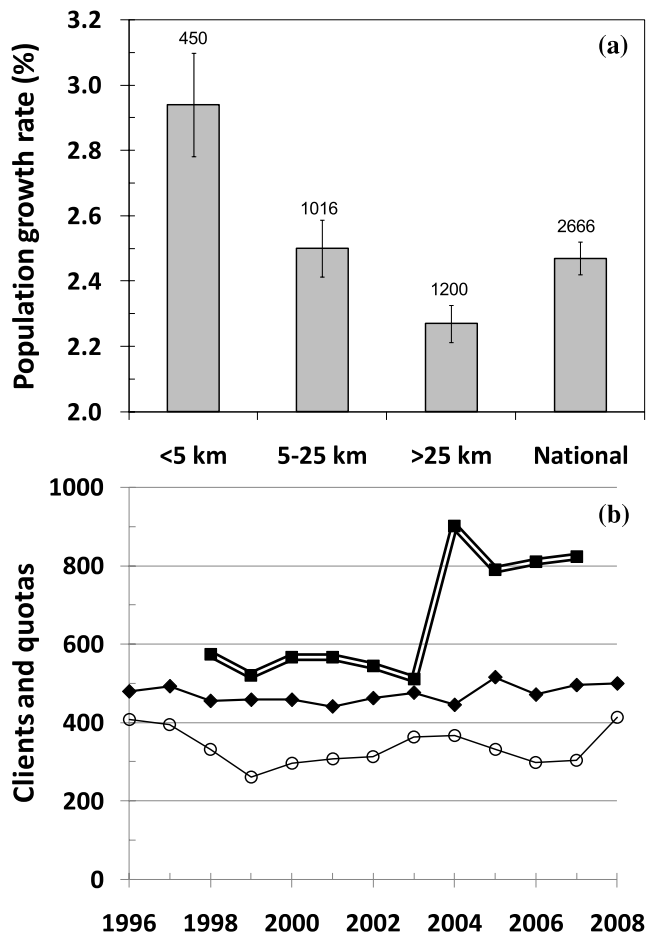 3.2
450
(a)
3.0
2.8
2.6
1016
2666
2.4
1200
2.2
2.0
Population growth rate (%)
<5 km 5-25 km >25 km National
1000
(b)
800
600
400
200
0
Clients and quotas
1996 1998 2000 2002 2004 2006 2008